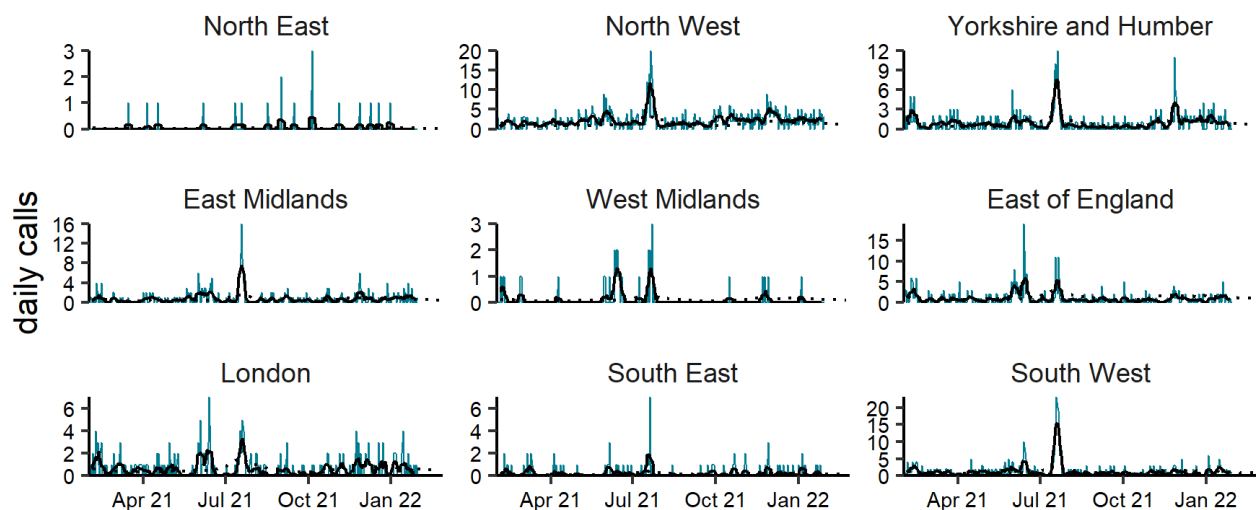 North East North West Yorkshire and Humber
3 20 12
2 15 9
1 10 6
0 5 3
0 0
East Midlands West Midlands East of England
daily calls
16 3 15
12 2 10
8 1 5
4 0 0
0
London South East South West
6 6 20
4 4 15
2 2 10
0 0 5
0
Apr 21 Jul 21 Oct 21 Jan 22 Apr 21 Jul 21 Oct 21 Jan 22 Apr 21 Jul 21 Oct 21 Jan 22